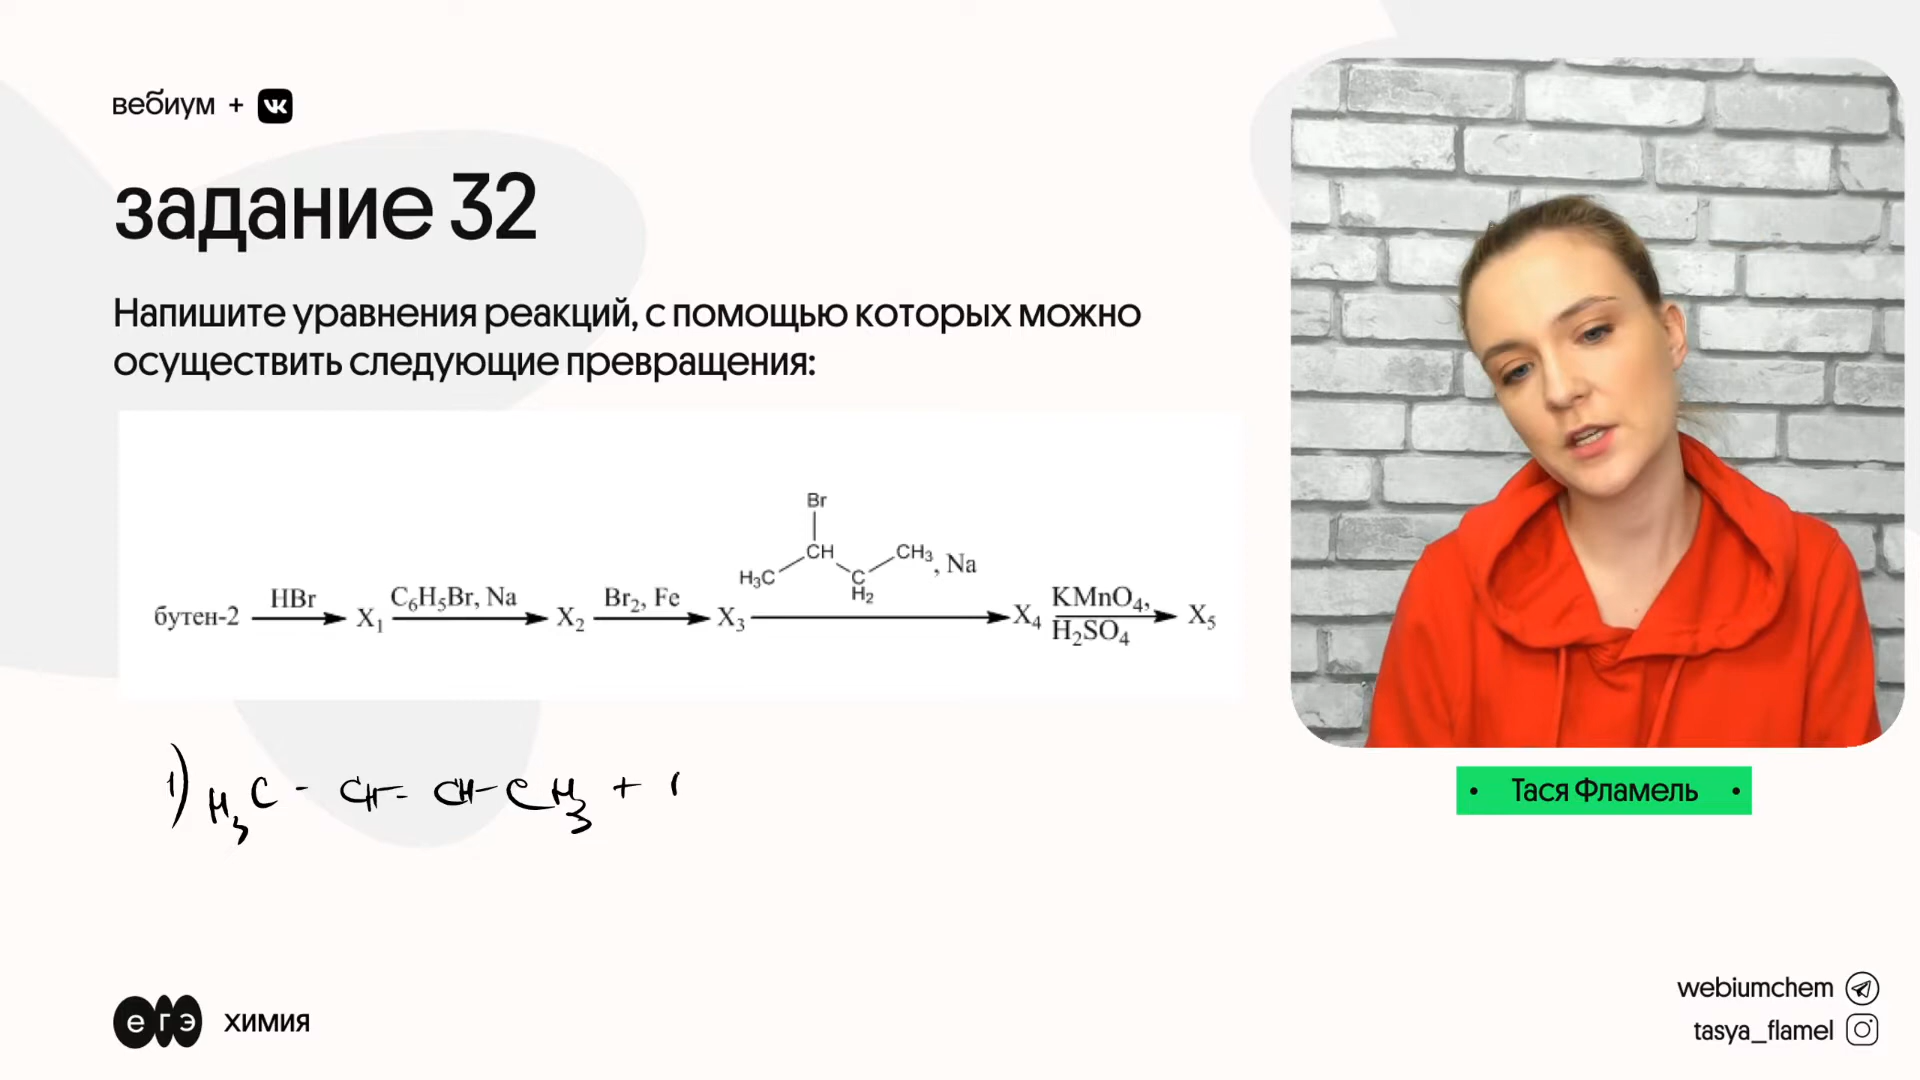 вебиум +
задание 32
Напишите уравнения реакций, с помощью которых можно
осуществить следующие превращения:
Br
CH
CH₃
, Na
H₃C
C
H₂
бутен-2 HBr X₁ C₆H₅Br, Na X₂ Br₂, Fe X₃ X₄ KMnO₄, H₂SO₄ X₅
1) H₃C - CH = CH - CH₃ +
• Тася Фламель •
егэ химия
webiumchem
tasya_flamel